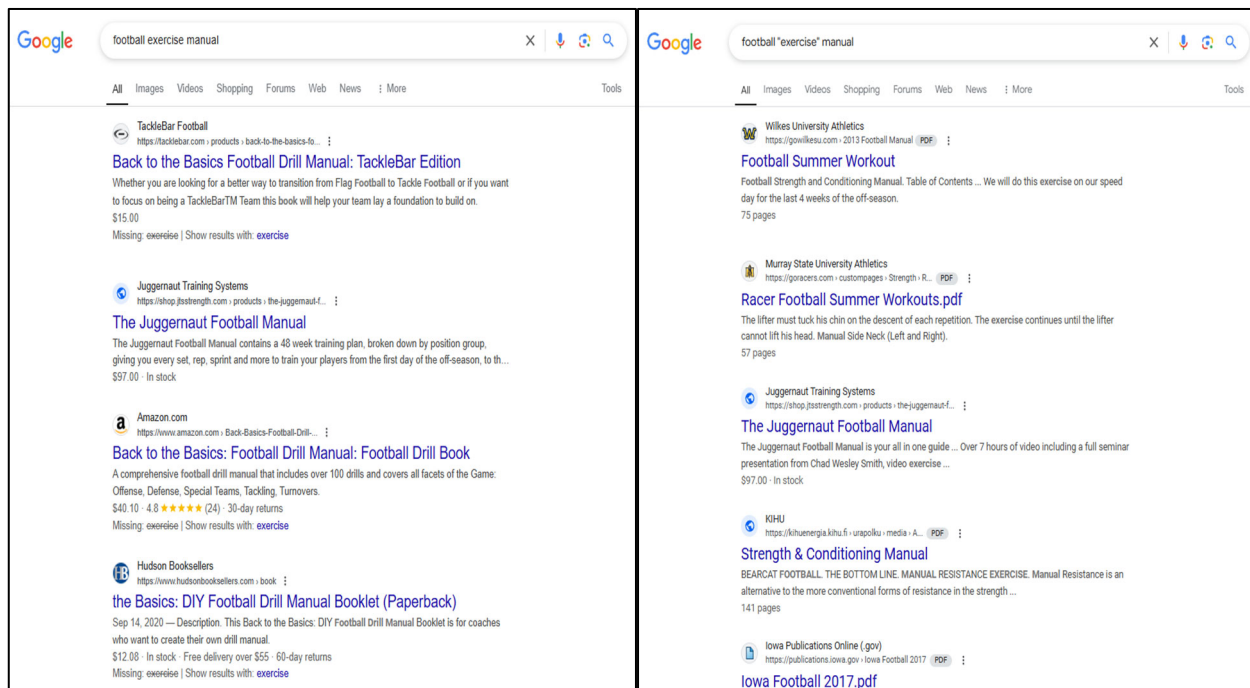 Google
football exercise manual
All Images Videos Shopping Forums Web News More Tools
TackleBar Football
https://tacklebar.com › products › back-to-the-basics-fo...
Back to the Basics Football Drill Manual: TackleBar Edition
Whether you are looking for a better way to transition from Flag Football to Tackle Football or if you want
to focus on being a TackleBarTM Team this book will help your team lay a foundation to build on.
$15.00
Missing: exercise | Show results with: exercise
Juggernaut Training Systems
https://shop.jtsstrength.com › products › the-juggernaut-f...
The Juggernaut Football Manual
The Juggernaut Football Manual contains a 48 week training plan, broken down by position group,
giving you every set, rep, sprint and more to train your players from the first day of the off-season, to th...
$97.00 · In stock
a
Amazon.com
https://www.amazon.com › Back-Basics-Football-Drill-...
Back to the Basics: Football Drill Manual: Football Drill Book
A comprehensive football drill manual that includes over 100 drills and covers all facets of the Game:
Offense, Defense, Special Teams, Tackling, Turnovers.
$40.10 · 4.8 ★★★★★ (24) · 30-day returns
Missing: exercise | Show results with: exercise
HB
Hudson Booksellers
https://www.hudsonbooksellers.com › book
the Basics: DIY Football Drill Manual Booklet (Paperback)
Sep 14, 2020 — Description. This Back to the Basics: DIY Football Drill Manual Booklet is for coaches
who want to create their own drill manual.
$12.08 · In stock · Free delivery over $55 · 60-day returns
Missing: exercise | Show results with: exercise
Google
football "exercise" manual
All Images Videos Shopping Forums Web News More Tools
W
Wilkes University Athletics
https://gowilkesu.com › 2013 Football Manual PDF
Football Summer Workout
Football Strength and Conditioning Manual. Table of Contents ... We will do this exercise on our speed
day for the last 4 weeks of the off-season.
75 pages
Murray State University Athletics
https://goracers.com › custompages › Strength › R... PDF
Racer Football Summer Workouts.pdf
The lifter must tuck his chin on the descent of each repetition. The exercise continues until the lifter
cannot lift his head. Manual Side Neck (Left and Right).
57 pages
Juggernaut Training Systems
https://shop.jtsstrength.com › products › the-juggernaut-f...
The Juggernaut Football Manual
The Juggernaut Football Manual is your all in one guide ... Over 7 hours of video including a full seminar
presentation from Chad Wesley Smith, video exercise ...
$97.00 · In stock
KIHU
https://kihuenergia.kihu.fi › urapolku › media › A... PDF
Strength & Conditioning Manual
BEARCAT FOOTBALL. THE BOTTOM LINE. MANUAL RESISTANCE EXERCISE. Manual Resistance is an
alternative to the more conventional forms of resistance in the strength ...
141 pages
Iowa Publications Online (.gov)
https://publications.iowa.gov › Iowa Football 2017 PDF
Iowa Football 2017.pdf